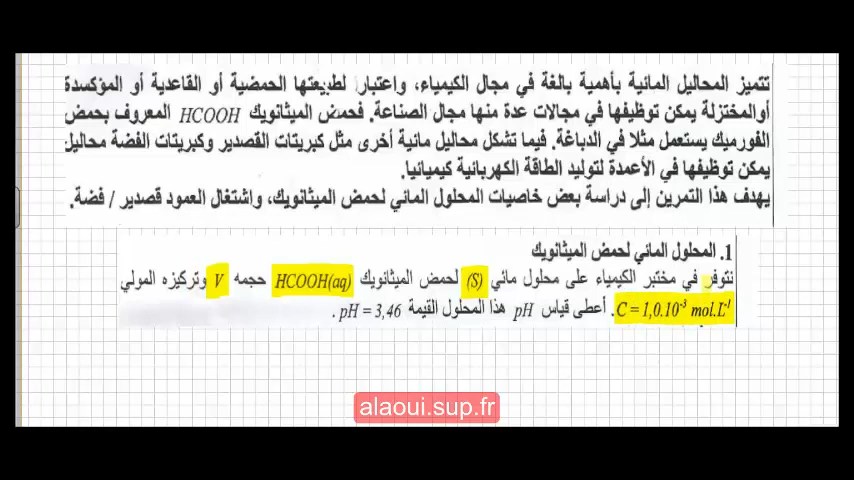 تتميز المحاليل المائية بأهمية بالغة في مجال الكيمياء، واعتبارا لطبيعتها الحمضية أو القاعدية أو المؤكسدة
أوالمختزلة يمكن توظيفها في مجالات عدة منها مجال الصناعة. فحمض الميثانويك HCOOH المعروف بحمض
الفورميك يستعمل مثلا في الدباغة. فيما تشكل محاليل مائية أخرى مثل كبريتات القصدير وكبريتات الفضة محاليل
يمكن توظيفها في الأعمدة لتوليد الطاقة الكهربائية كيميائيا.
يهدف هذا التمرين إلى دراسة بعض خاصيات المحلول المائي لحمض الميثانويك، واشتغال العمود قصدير / فضة.
1. المحلول المائي لحمض الميثانويك
نتوفر في مختبر الكيمياء على محلول مائي (S) لحمض الميثانويك HCOOH(aq) حجمه V وتركيزه المولي
C = 1,0.10⁻³ mol.L⁻¹. أعطى قياس pH هذا المحلول القيمة pH = 3,46 .
alaoui.sup.fr